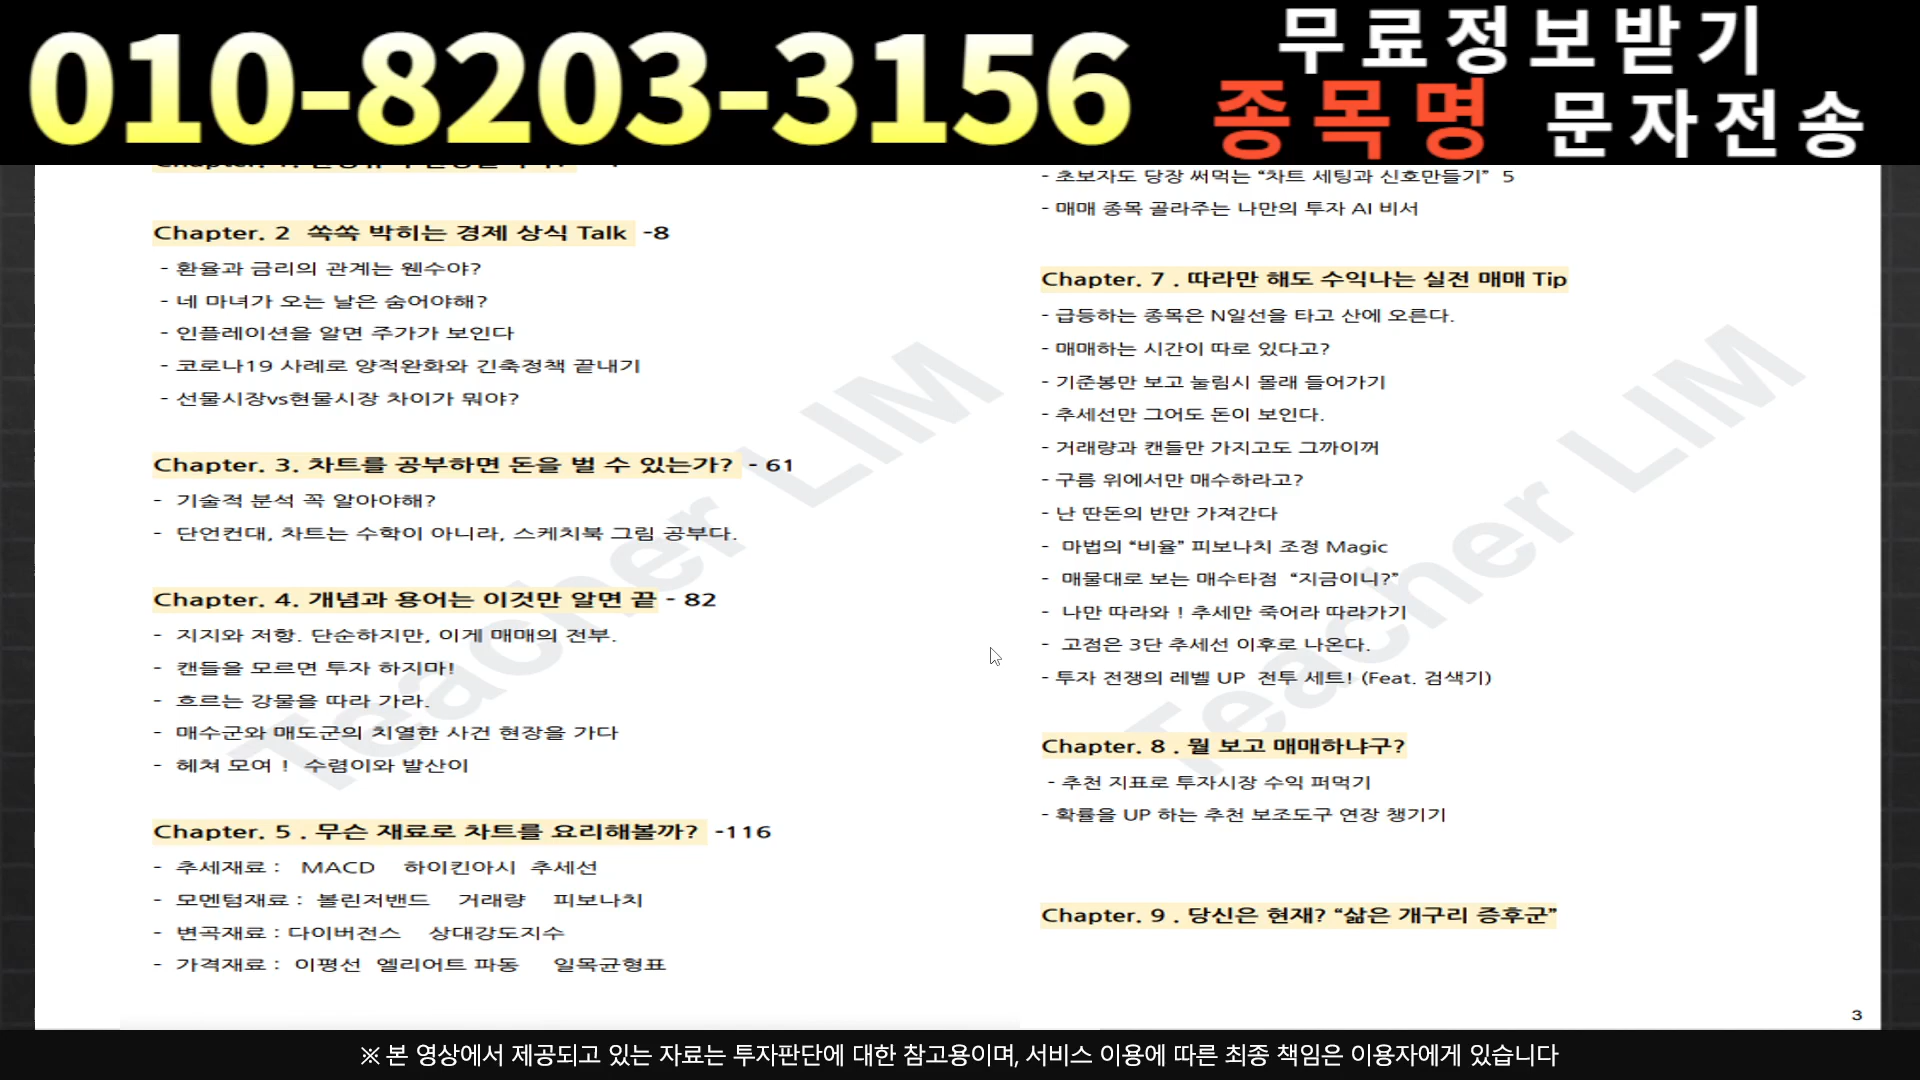 010-8203-3156
무료정보받기
종목명 문자전송
Chapter. 2 쏙쏙 박히는 경제 상식 Talk -8
- 환율과 금리의 관계는 웬수야?
- 네 마녀가 오는 날은 숨어야해?
- 인플레이션을 알면 주가가 보인다
- 코로나19 사례로 양적완화와 긴축정책 끝내기
- 선물시장vs현물시장 차이가 뭐야?
Chapter. 3. 차트를 공부하면 돈을 벌 수 있는가? - 61
- 기술적 분석 꼭 알아야해?
- 단언컨대, 차트는 수학이 아니라, 스케치북 그림 공부다.
Chapter. 4. 개념과 용어는 이것만 알면 끝 - 82
- 지지와 저항. 단순하지만, 이게 매매의 전부.
- 캔들을 모르면 투자 하지마!
- 흐르는 강물을 따라 가라.
- 매수군와 매도군의 치열한 사건 현장을 가다
- 헤쳐 모여 ! 수렴이와 발산이
Chapter. 5 . 무슨 재료로 차트를 요리해볼까? -116
- 추세재료 : MACD 하이킨아시 추세선
- 모멘텀재료 : 볼린저밴드 거래량 피보나치
- 변곡재료 : 다이버전스 상대강도지수
- 가격재료 : 이평선 엘리어트 파동 일목균형표
- 초보자도 당장 써먹는 “차트 세팅과 신호만들기” 5
- 매매 종목 골라주는 나만의 투자 AI 비서
Chapter. 7 . 따라만 해도 수익나는 실전 매매 Tip
- 급등하는 종목은 N일선을 타고 산에 오른다.
- 매매하는 시간이 따로 있다고?
- 기준봉만 보고 눌림시 몰래 들어가기
- 추세선만 그어도 돈이 보인다.
- 거래량과 캔들만 가지고도 그까이꺼
- 구름 위에서만 매수하라고?
- 난 딴돈의 반만 가져간다
- 마법의 “비율” 피보나치 조정 Magic
- 매물대로 보는 매수타점 “지금이니?”
- 나만 따라와 ! 추세만 죽어라 따라가기
- 고점은 3단 추세선 이후로 나온다.
- 투자 전쟁의 레벨 UP 전투 세트! (Feat. 검색기)
Chapter. 8 . 뭘 보고 매매하냐구?
- 추천 지표로 투자시장 수익 퍼먹기
- 확률을 UP 하는 추천 보조도구 연장 챙기기
Chapter. 9 . 당신은 현재? “삶은 개구리 증후군”
Teacher LIM
Teacher LIM
3
※ 본 영상에서 제공되고 있는 자료는 투자판단에 대한 참고용이며, 서비스 이용에 따른 최종 책임은 이용자에게 있습니다